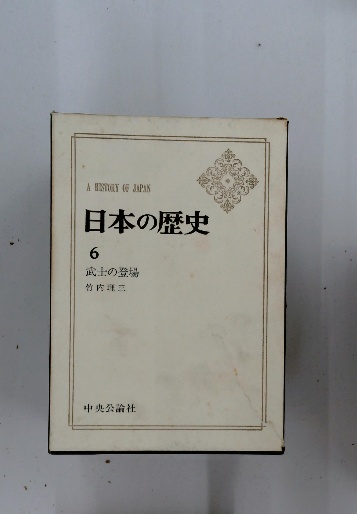 A HISTORY OF JAPAN
日本の歴史
6
武士の登場
竹内理三
中央公論社